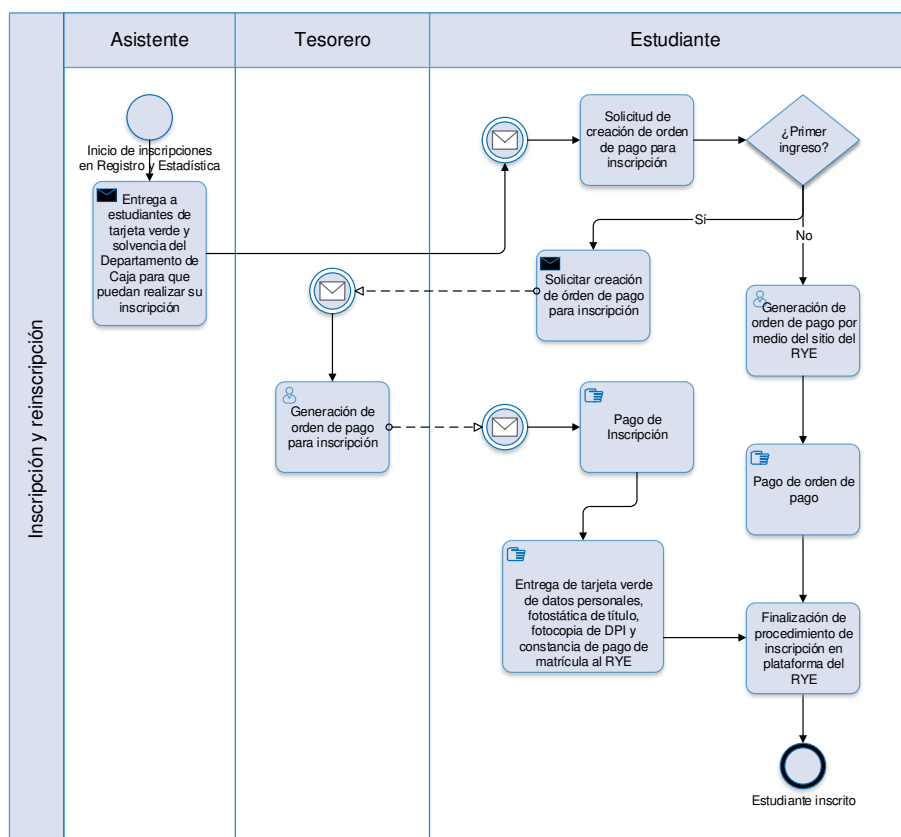 Inscripción y reinscripción
Asistente
Tesorero
Estudiante
Inicio de inscripciones
en Registro y Estadística
Entrega a
estudiantes de
tarjeta verde y
solvencia del
Departamento de
Caja para que
puedan realizar su
inscripción
Solicitud de
creación de orden
de pago para
inscripción
¿Primer
ingreso?
Sí
No
Solicitar creación
de órden de pago
para inscripción
Generación de
orden de pago por
medio del sitio del
RYE
Generación de
orden de pago
para inscripción
Pago de
Inscripción
Pago de orden de
pago
Entrega de tarjeta verde
de datos personales,
fotostática de título,
fotocopia de DPI y
constancia de pago de
matrícula al RYE
Finalización de
procedimiento de
inscripción en
plataforma del
RYE
Estudiante inscrito